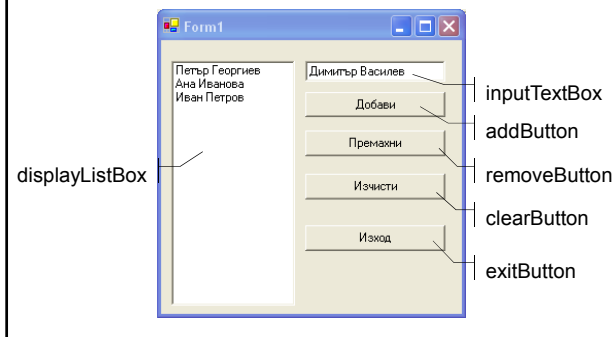 Form1
Петър Георгиев
Ана Иванова
Иван Петров
Димитър Василев
Добави
Премахни
Изчисти
Изход
displayListBox
inputTextBox
addButton
removeButton
clearButton
exitButton